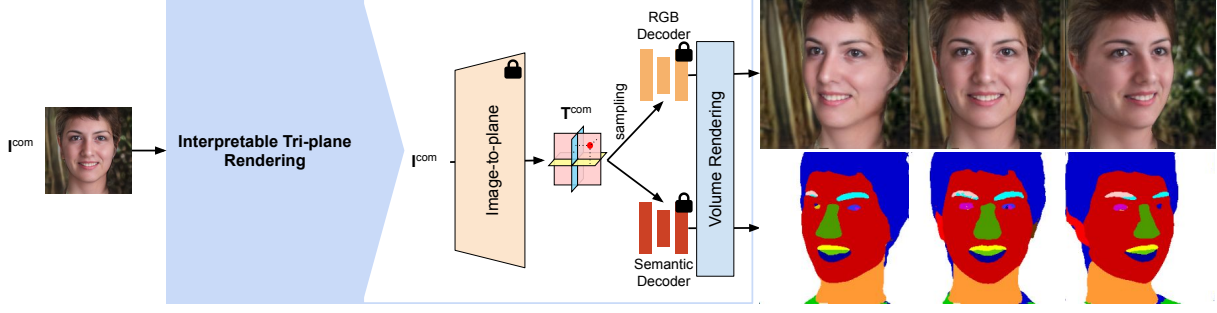 I^com
Interpretable Tri-plane
Rendering
I^com
Image-to-plane
T^com
sampling
RGB
Decoder
Semantic
Decoder
Volume Rendering